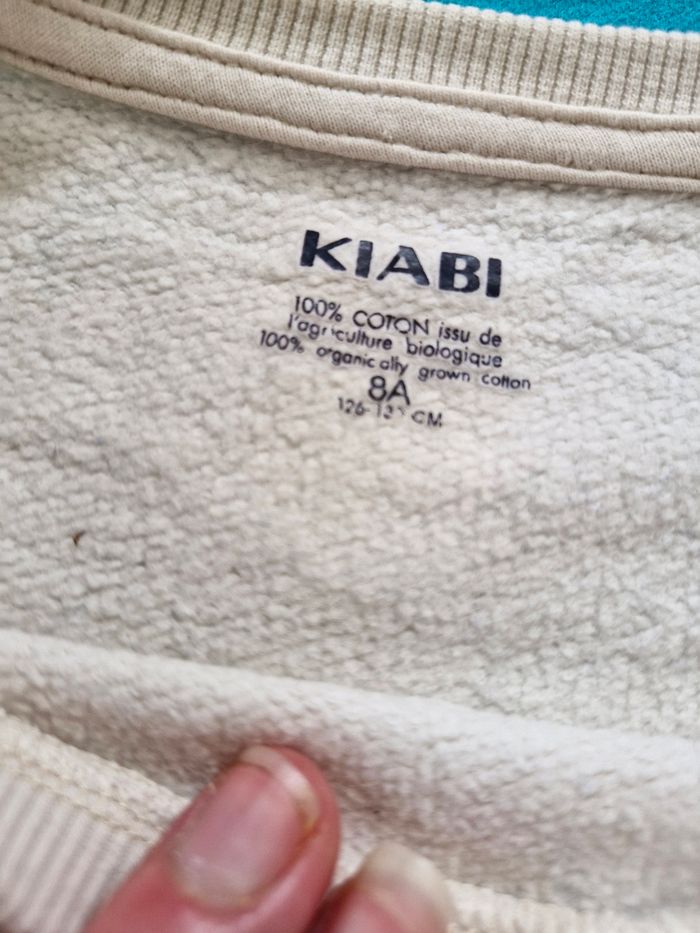 KIABI
100% COTON issu de
l'agriculture biologique
100% organically grown cotton
8A
CM